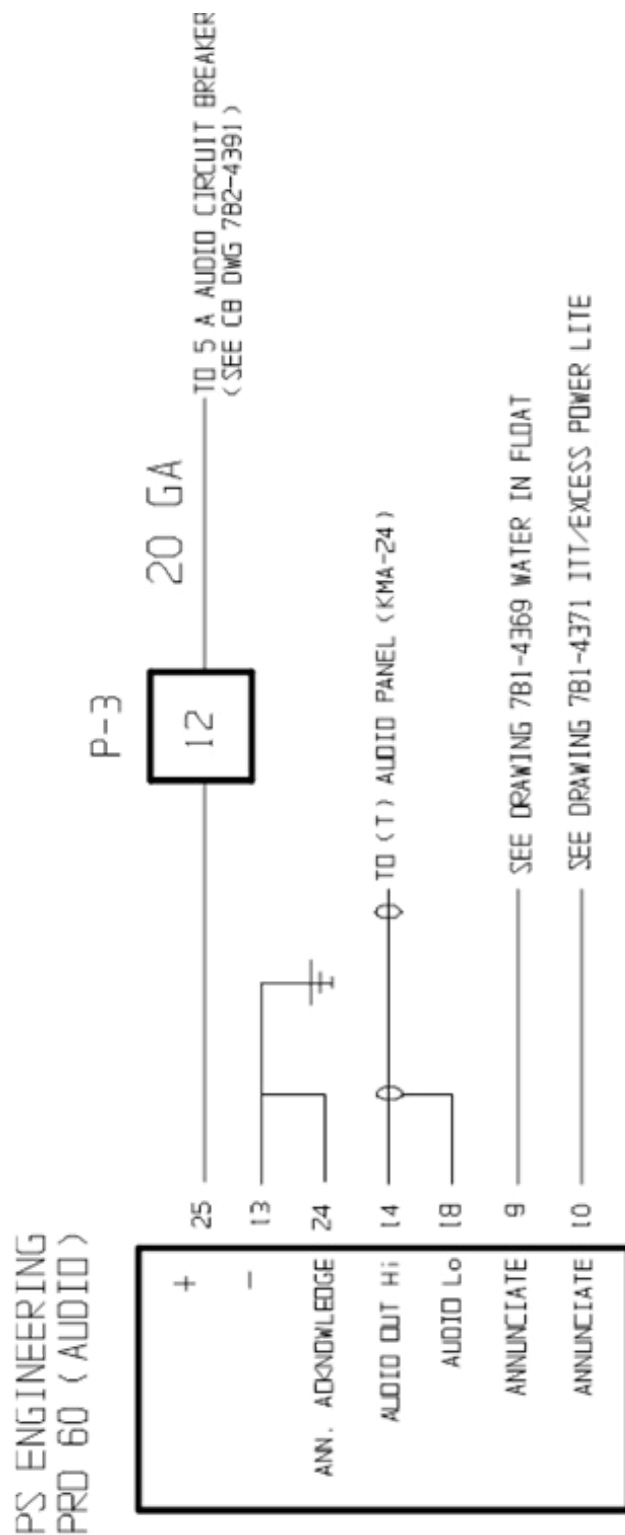 PS ENGINEERING
PRO 60 (AUDIO)
P-3
12
20 GA
+
25
TO 5 A AUDIO CIRCUIT BREAKER
(SEE CB DWG 7B2-4391)
-
13
ANN. ACKNOWLEDGE
24
AUDIO OUT Hi
14
TO (T) AUDIO PANEL (KMA-24)
AUDIO Lo
18
ANNUNCIATE
9
SEE DRAWING 7B1-4369 WATER IN FLOAT
ANNUNCIATE
10
SEE DRAWING 7B1-4371 ITT/EXCESS POWER LITE